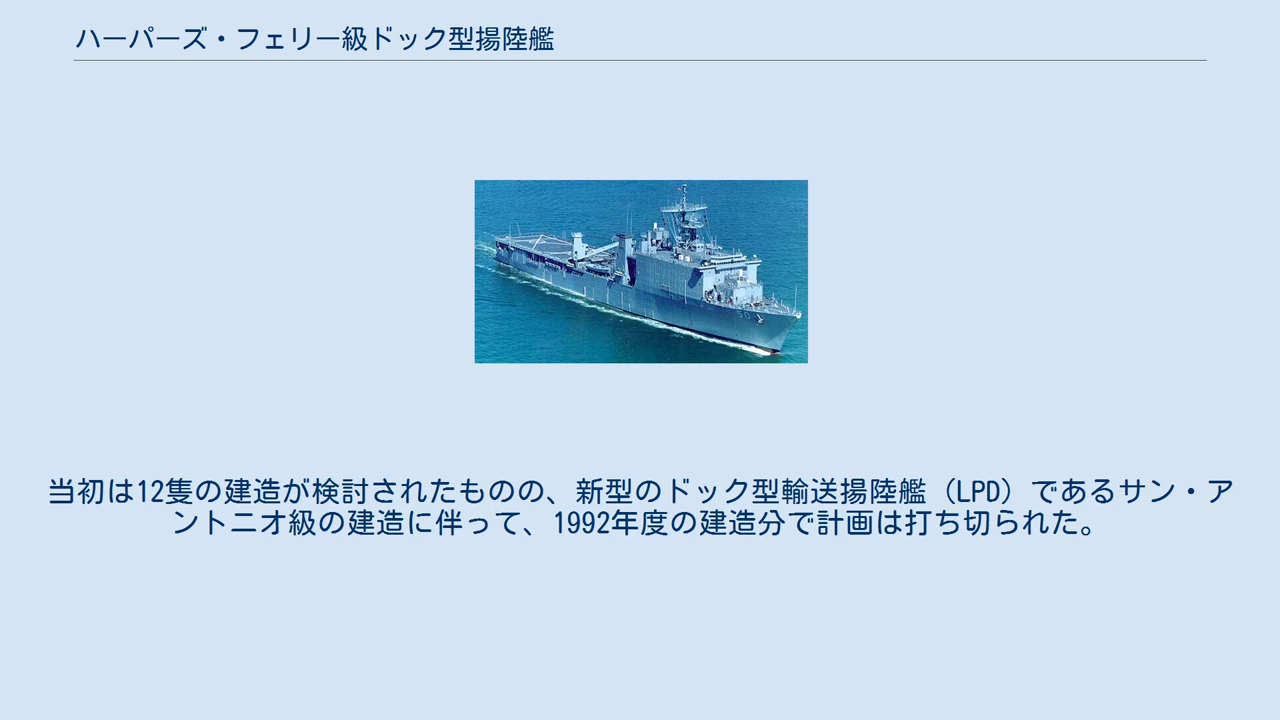 ハーパーズ・フェリー級ドック型揚陸艦
50
当初は12隻の建造が検討されたものの、新型のドック型輸送揚陸艦（LPD）であるサン・ア
ントニオ級の建造に伴って、1992年度の建造分で計画は打ち切られた。